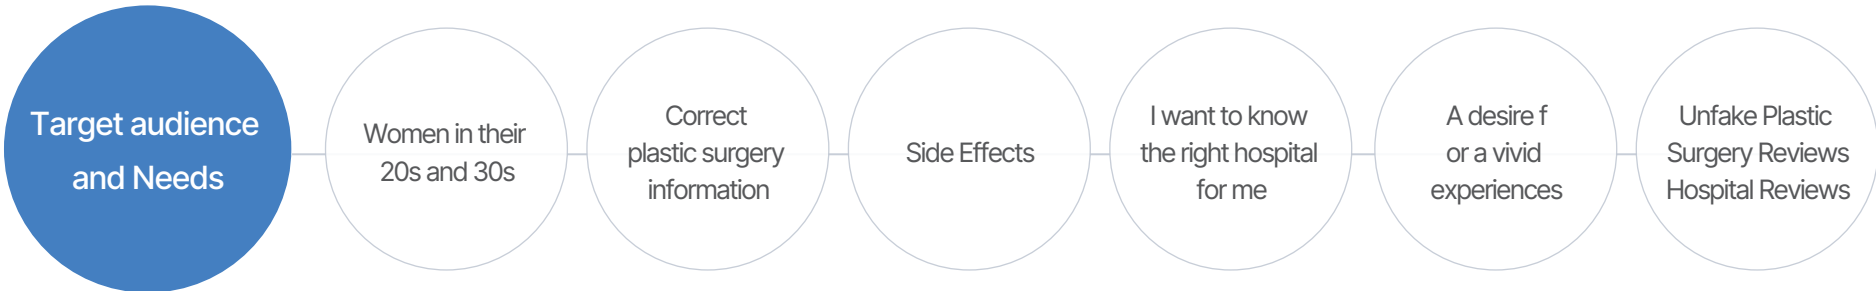 Target audience
and Needs
Women in their
20s and 30s
Correct
plastic surgery
information
Side Effects
I want to know
the right hospital
for me
A desire f
or a vivid
experiences
Unfake Plastic
Surgery Reviews
Hospital Reviews